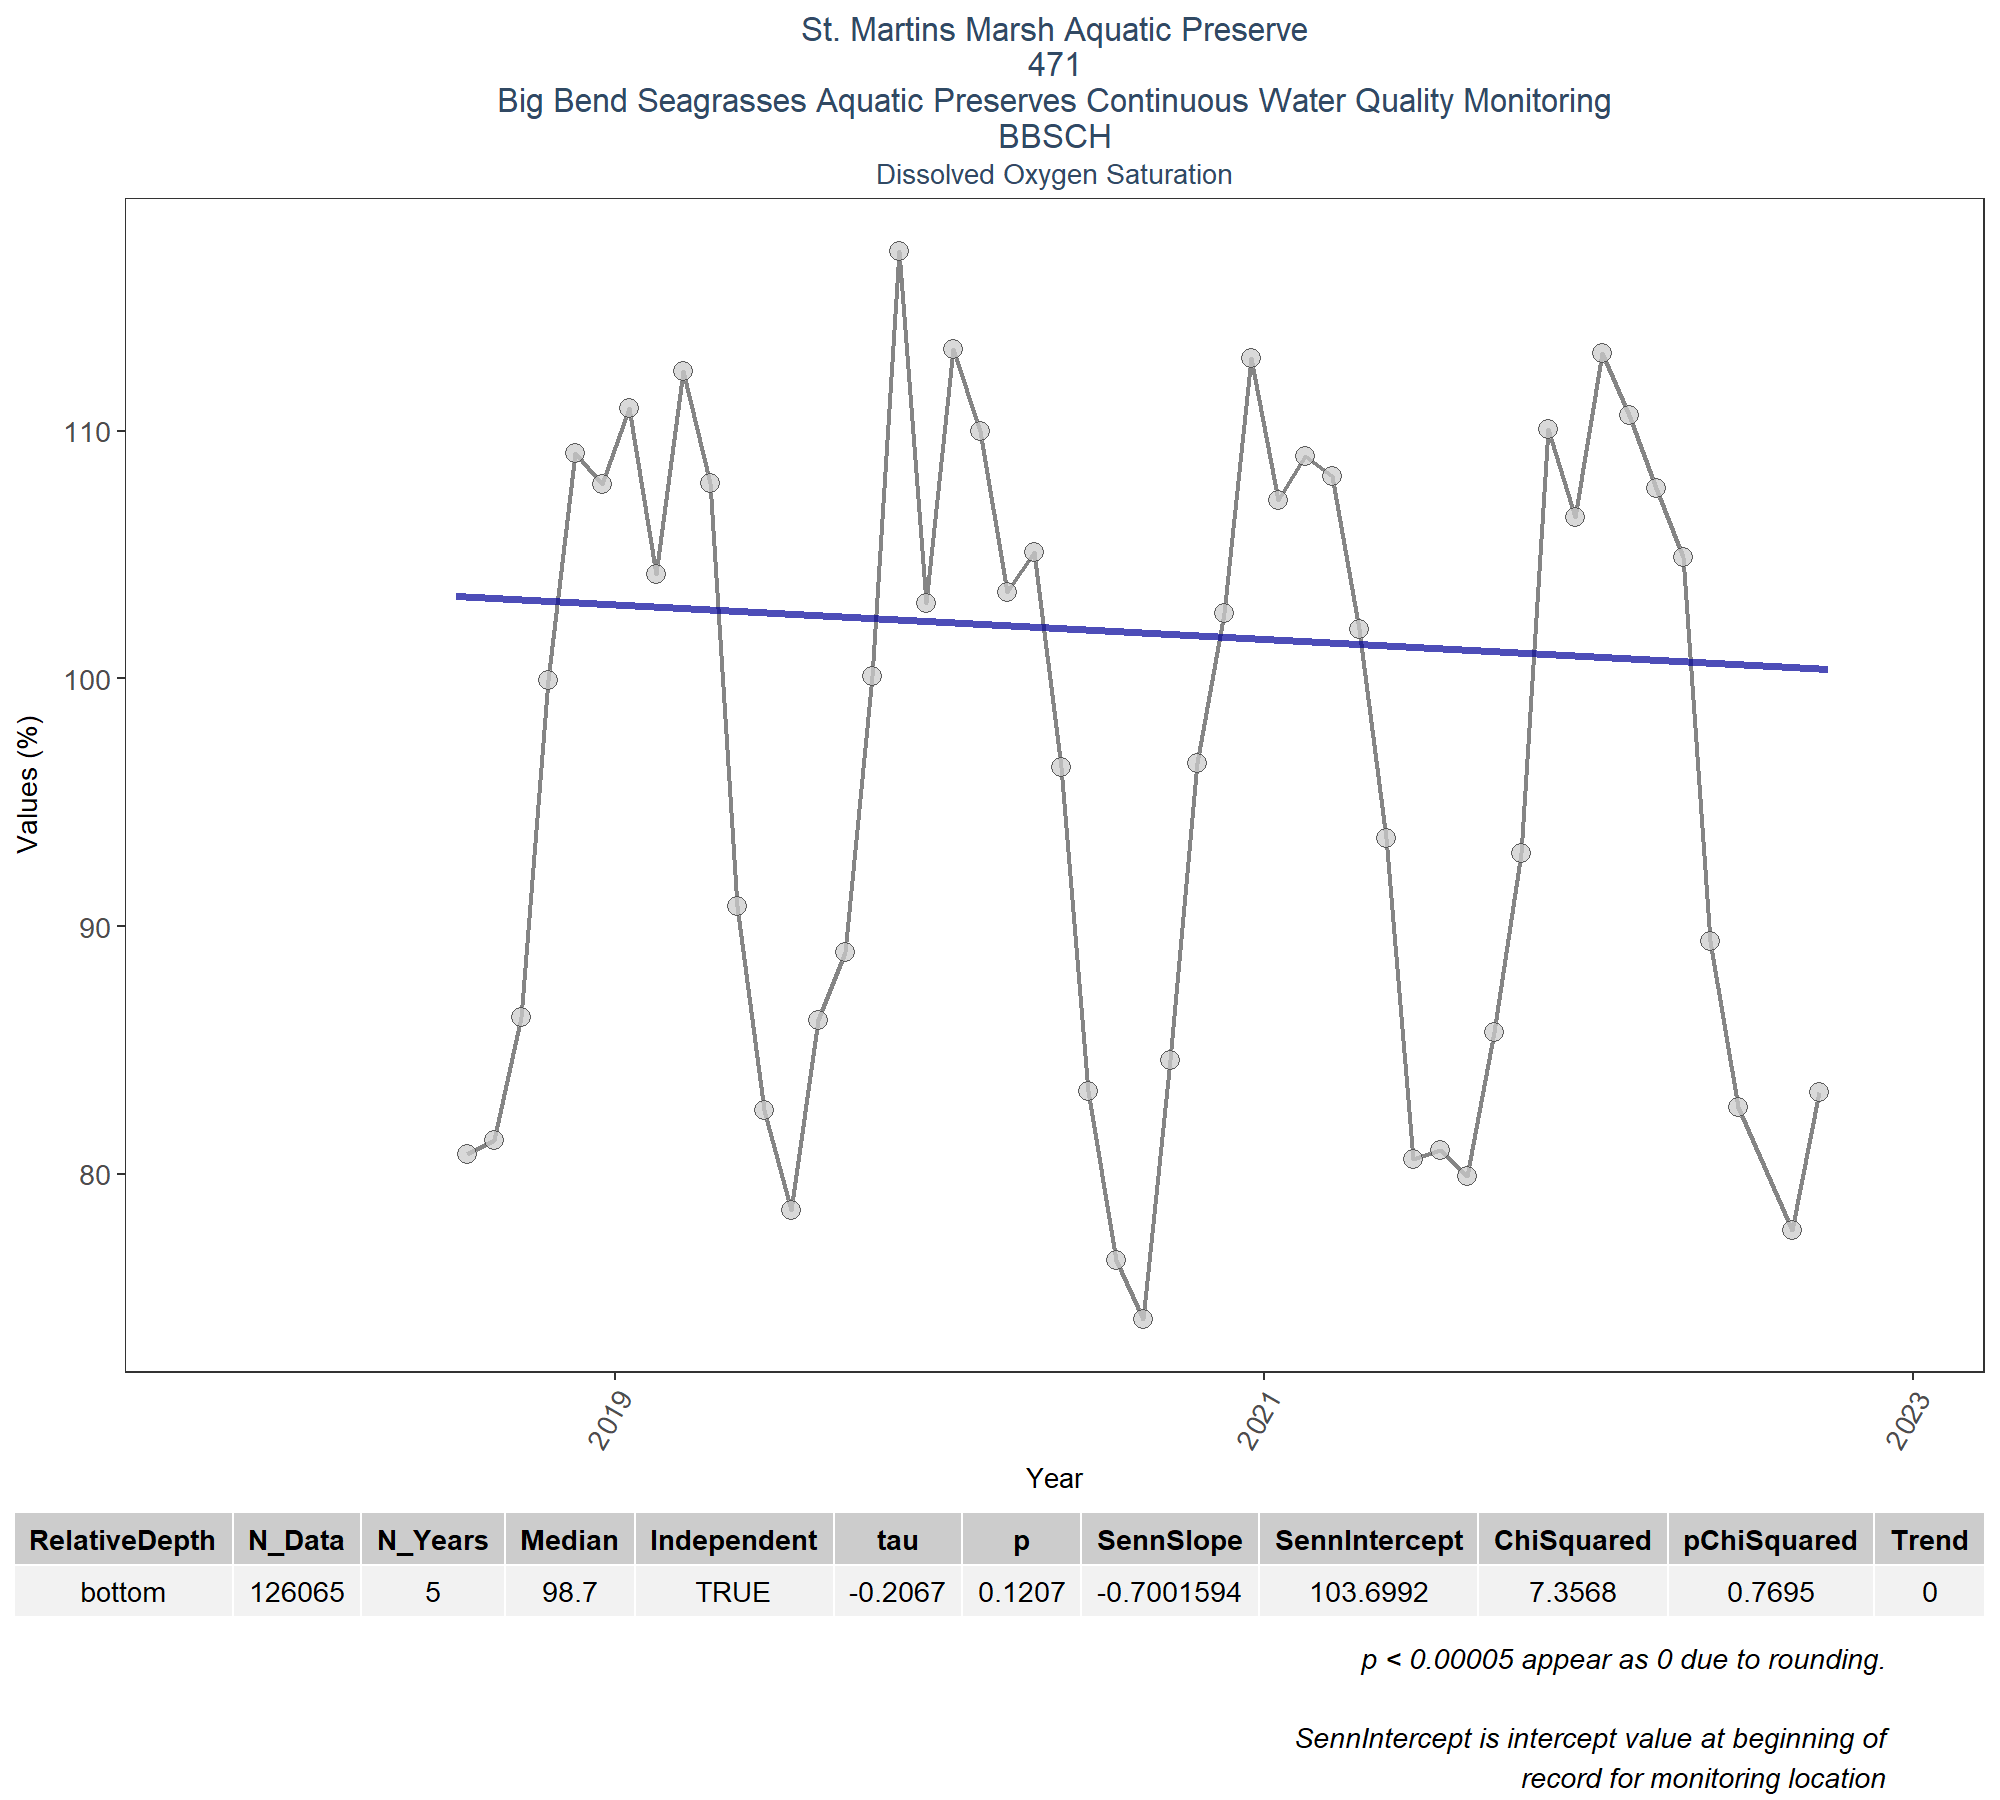 St. Martins Marsh Aquatic Preserve
471
Big Bend Seagrasses Aquatic Preserves Continuous Water Quality Monitoring
BBSCH
Dissolved Oxygen Saturation
Values (%)
110
100
90
80
2019
2021
2023
Year
RelativeDepth N_Data N_Years Median Independent tau p SennSlope SennIntercept ChiSquared pChiSquared Trend
bottom 126065 5 98.7 TRUE -0.2067 0.1207 -0.7001594 103.6992 7.3568 0.7695 0
p < 0.00005 appear as 0 due to rounding.
SennIntercept is intercept value at beginning of
record for monitoring location